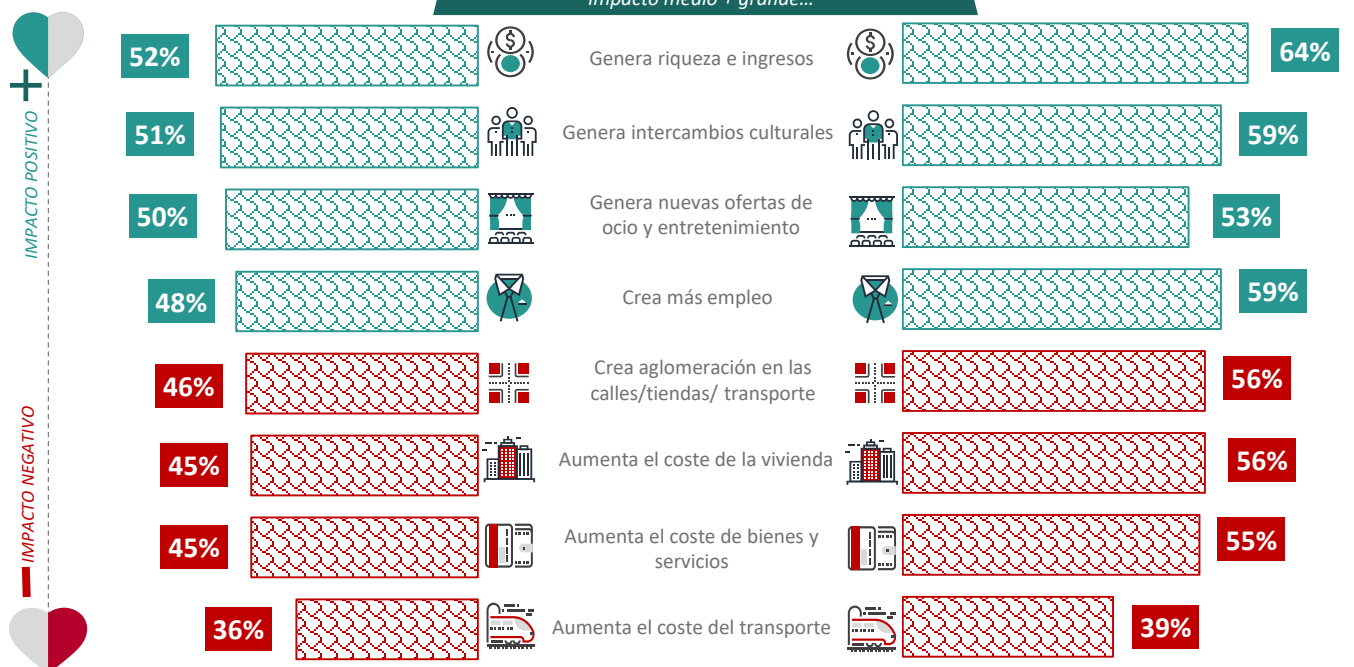 Impacto medio + grande...
52%
Genera riqueza e ingresos
64%
51%
Genera intercambios culturales
59%
50%
Genera nuevas ofertas de
ocio y entretenimiento
53%
48%
Crea más empleo
59%
46%
Crea aglomeración en las
calles/tiendas/ transporte
56%
45%
Aumenta el coste de la vivienda
56%
45%
Aumenta el coste de bienes y
servicios
55%
36%
Aumenta el coste del transporte
39%
+
IMPACTO POSITIVO
IMPACTO NEGATIVO